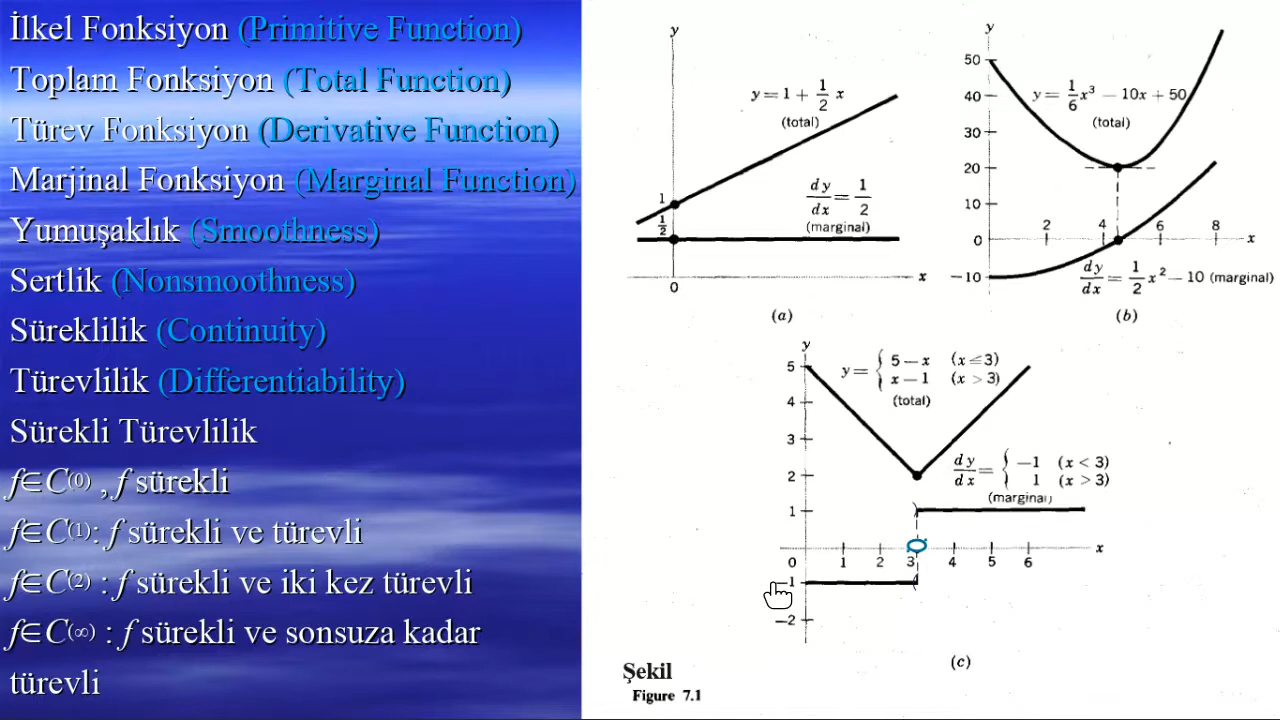 İlkel Fonksiyon (Primitive Function)
Toplam Fonksiyon (Total Function)
Türev Fonksiyon (Derivative Function)
Marjinal Fonksiyon (Marginal Function)
Yumuşaklık (Smoothness)
Sertlik (Nonsmoothness)
Süreklilik (Continuity)
Türevlilik (Differentiability)
Sürekli Türevlilik
f∈C⁽⁰⁾ , f sürekli
f∈C⁽¹⁾: f sürekli ve türevli
f∈C⁽²⁾ : f sürekli ve iki kez türevli
f∈C⁽∞⁾ : f sürekli ve sonsuza kadar
türevli
y
y = 1 + 1/2 x
(total)
1
dy/dx = 1/2
(marginal)
1/2
x
0
(a)
y
50
40
30
20
10
0
−10
y = 1/6 x³ − 10x + 50
(total)
2 4 6 8 x
dy/dx = 1/2 x² − 10 (marginal)
(b)
y
5
4
3
2
1
0
−1
−2
y = { 5 − x (x ≤ 3)
x − 1 (x > 3)
(total)
dy/dx = { −1 (x < 3)
1 (x > 3)
(marginal)
1 2 3 4 5 6 x
(c)
Şekil
Figure 7.1